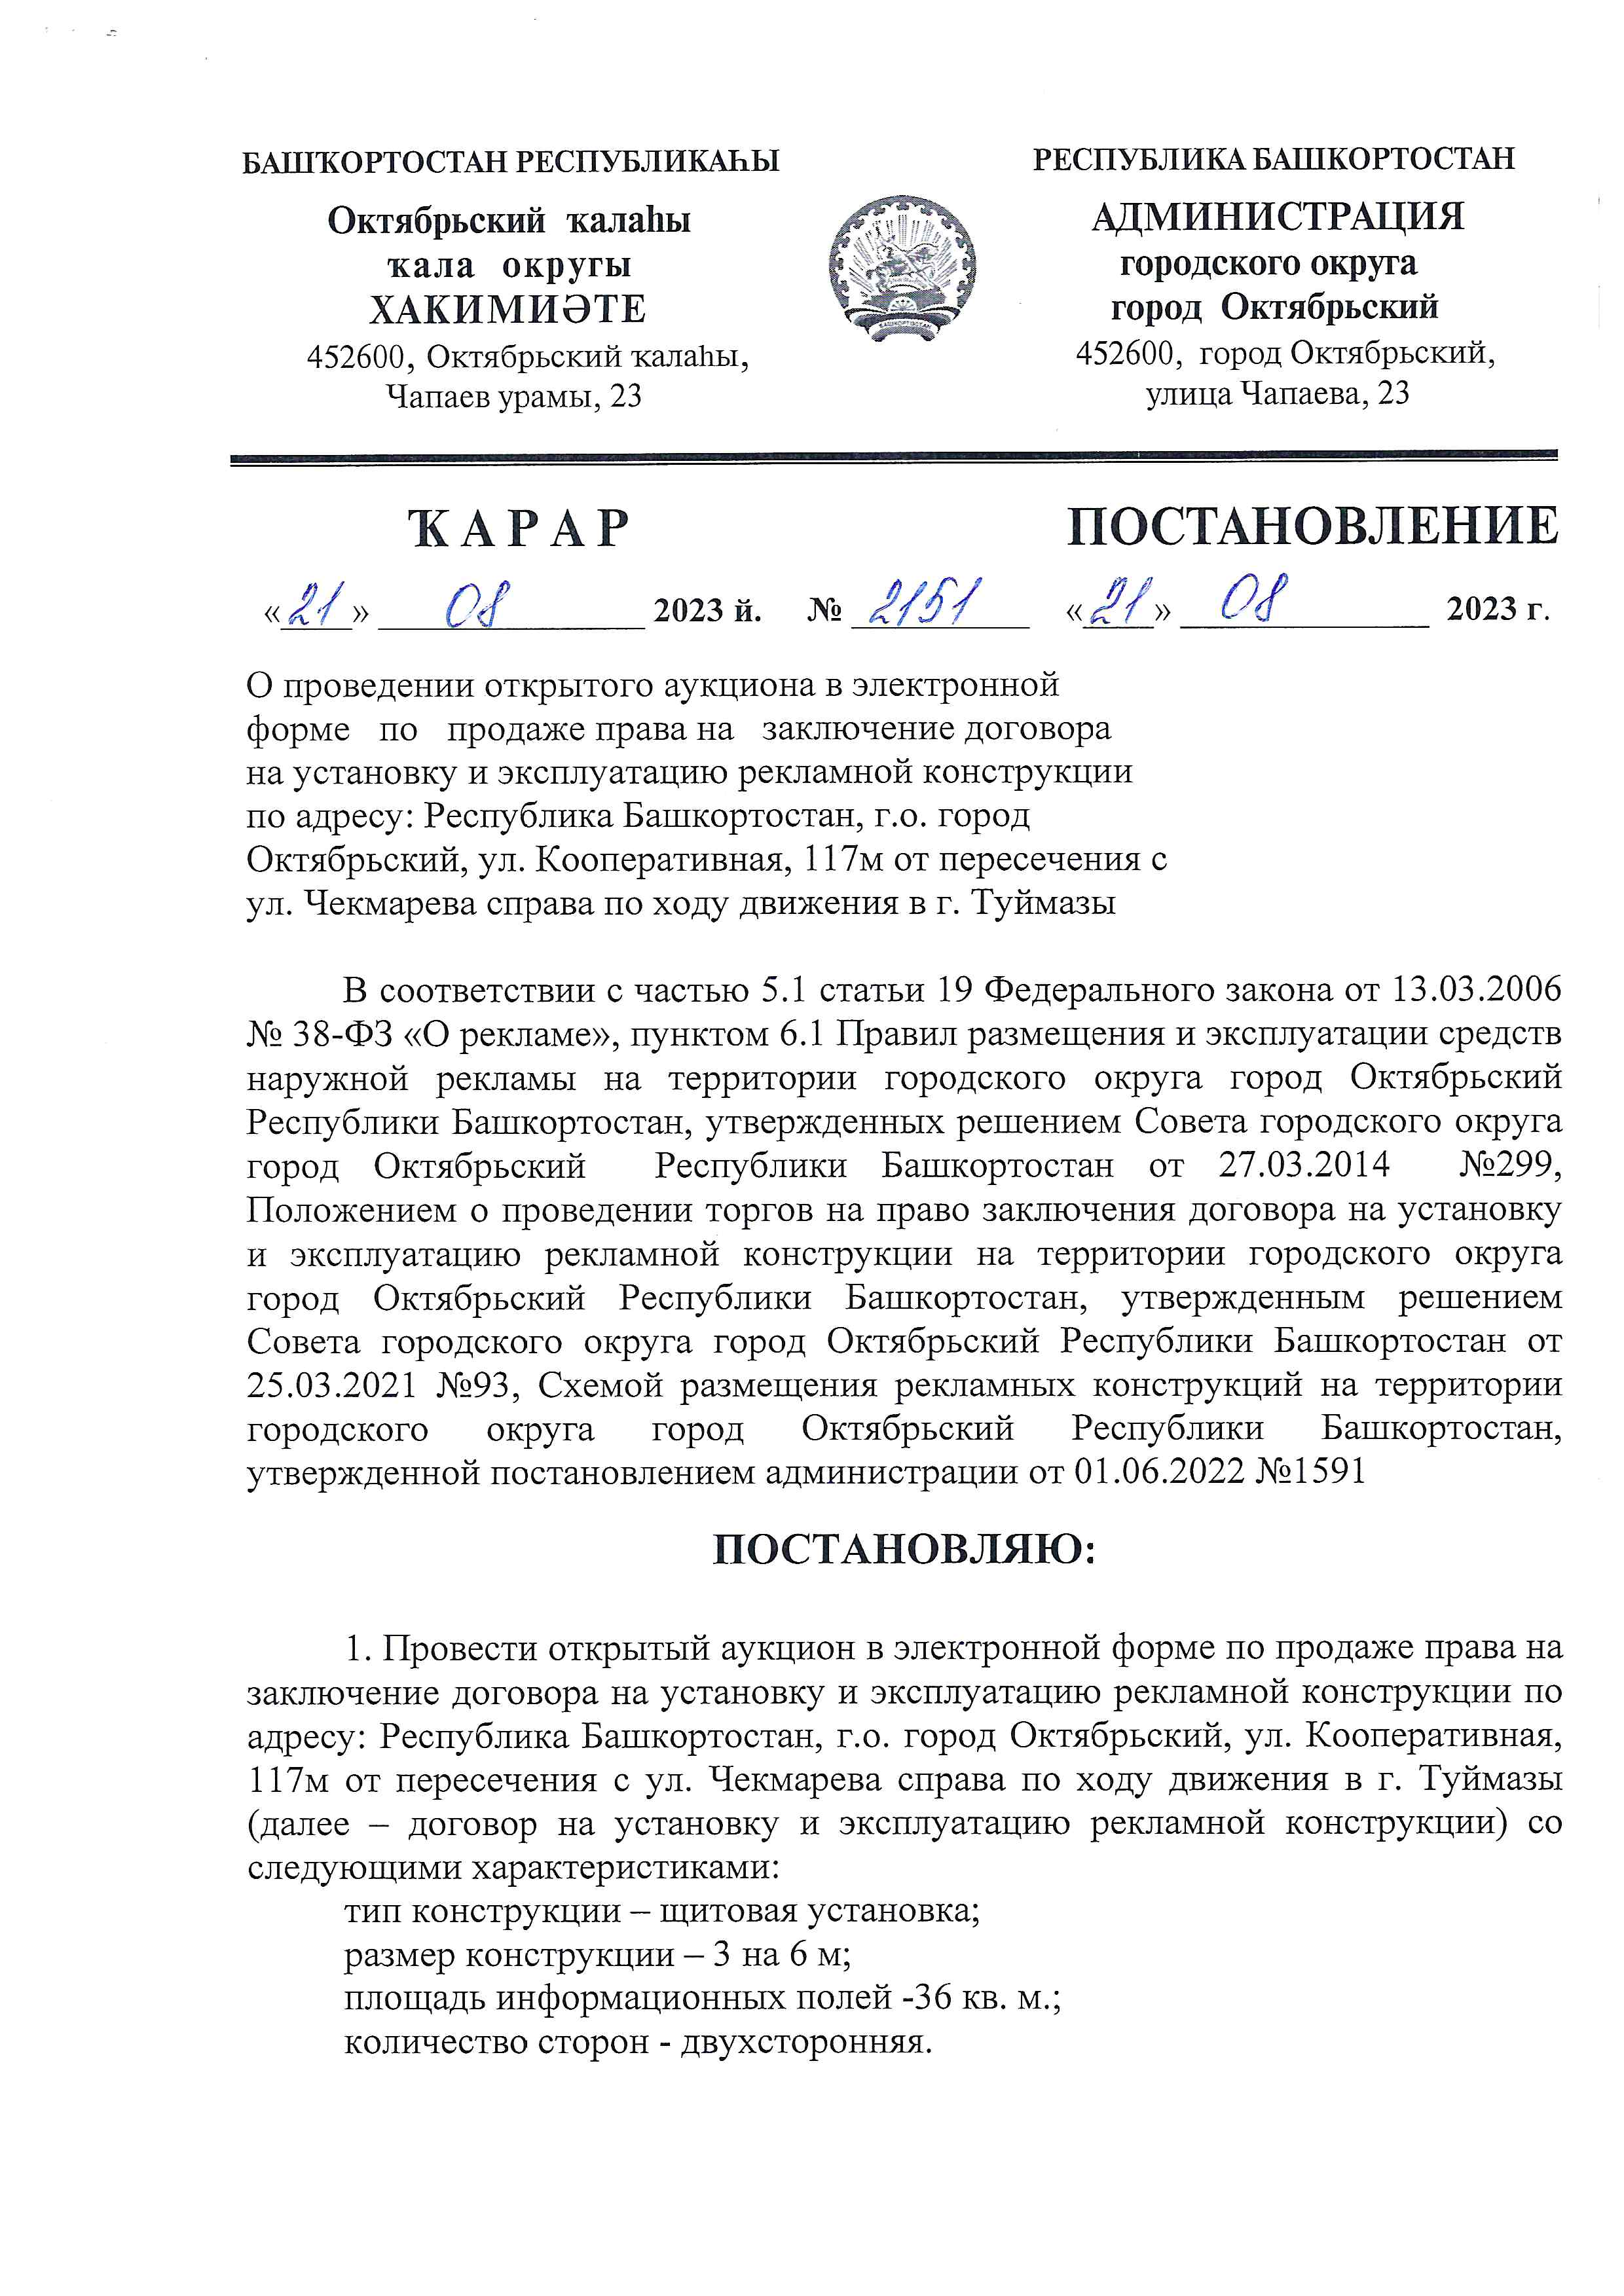 БАШҠОРТОСТАН РЕСПУБЛИКАҺЫ
Октябрьский ҡалаһы
ҡала округы
ХАКИМИӘТЕ
452600, Октябрьский ҡалаһы,
Чапаев урамы, 23
РЕСПУБЛИКА БАШКОРТОСТАН
АДМИНИСТРАЦИЯ
городского округа
город Октябрьский
452600, город Октябрьский,
улица Чапаева, 23
БАШКОРТОСТАН
ҠАРАР
ПОСТАНОВЛЕНИЕ
«21» 08 2023 й. № 2151 «21» 08 2023 г.
О проведении открытого аукциона в электронной
форме по продаже права на заключение договора
на установку и эксплуатацию рекламной конструкции
по адресу: Республика Башкортостан, г.о. город
Октябрьский, ул. Кооперативная, 117м от пересечения с
ул. Чекмарева справа по ходу движения в г. Туймазы
В соответствии с частью 5.1 статьи 19 Федерального закона от 13.03.2006
№ 38-ФЗ «О рекламе», пунктом 6.1 Правил размещения и эксплуатации средств
наружной рекламы на территории городского округа город Октябрьский
Республики Башкортостан, утвержденных решением Совета городского округа
город Октябрьский Республики Башкортостан от 27.03.2014 №299,
Положением о проведении торгов на право заключения договора на установку
и эксплуатацию рекламной конструкции на территории городского округа
город Октябрьский Республики Башкортостан, утвержденным решением
Совета городского округа город Октябрьский Республики Башкортостан от
25.03.2021 №93, Схемой размещения рекламных конструкций на территории
городского округа город Октябрьский Республики Башкортостан,
утвержденной постановлением администрации от 01.06.2022 №1591
ПОСТАНОВЛЯЮ:
1. Провести открытый аукцион в электронной форме по продаже права на
заключение договора на установку и эксплуатацию рекламной конструкции по
адресу: Республика Башкортостан, г.о. город Октябрьский, ул. Кооперативная,
117м от пересечения с ул. Чекмарева справа по ходу движения в г. Туймазы
(далее – договор на установку и эксплуатацию рекламной конструкции) со
следующими характеристиками:
тип конструкции – щитовая установка;
размер конструкции – 3 на 6 м;
площадь информационных полей -36 кв. м.;
количество сторон - двухсторонняя.